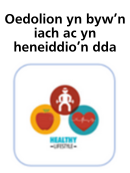 Oedolion yn byw’n
iach ac yn
heneiddio’n dda
HEALTHY
LIFESTYLE